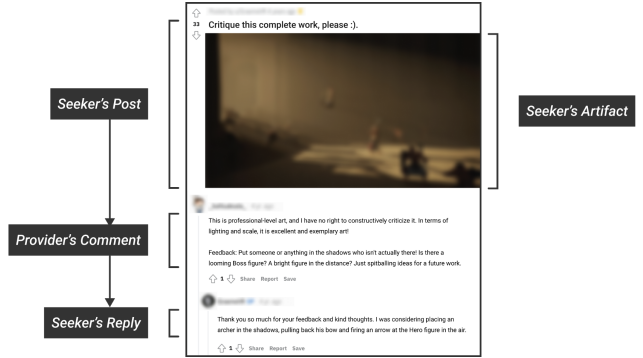 33
Critique this complete work, please :).
Seeker's Post
Seeker's Artifact
Provider's Comment
This is professional-level art, and I have no right to constructively criticize it. In terms of
lighting and scale, it is excellent and exemplary art!
Feedback: Put someone or anything in the shadows who isn't actually there! Is there a
looming Boss figure? A bright figure in the distance? Just spitballing ideas for a future work.
1 Share Report Save
Seeker's Reply
Thank you so much for your feedback and kind thoughts. I was considering placing an
archer in the shadows, pulling back his bow and firing an arrow at the Hero figure in the air.
1 Share Report Save